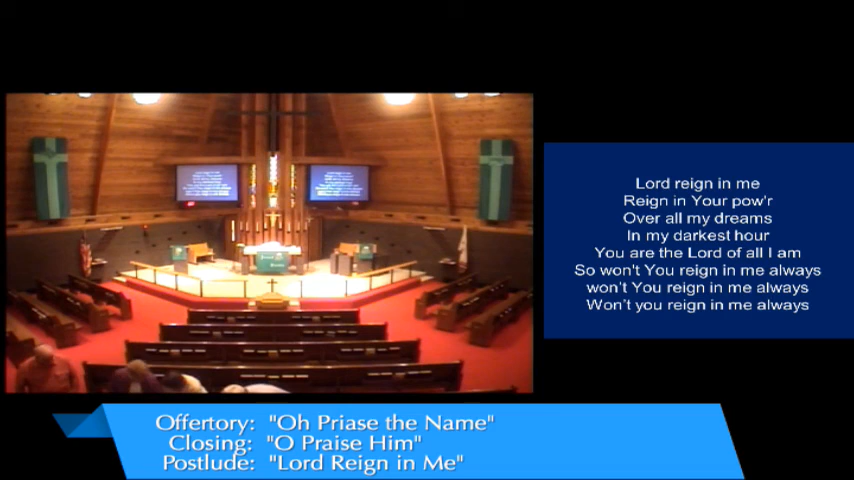 Lord reign in me
Reign in Your pow'r
Over all my dreams
In my darkest hour
You are the Lord of all I am
So won't You reign in me always
won't You reign in me always
Won't you reign in me always
Offertory: "Oh Priase the Name"
Closing: "O Praise Him"
Postlude: "Lord Reign in Me"